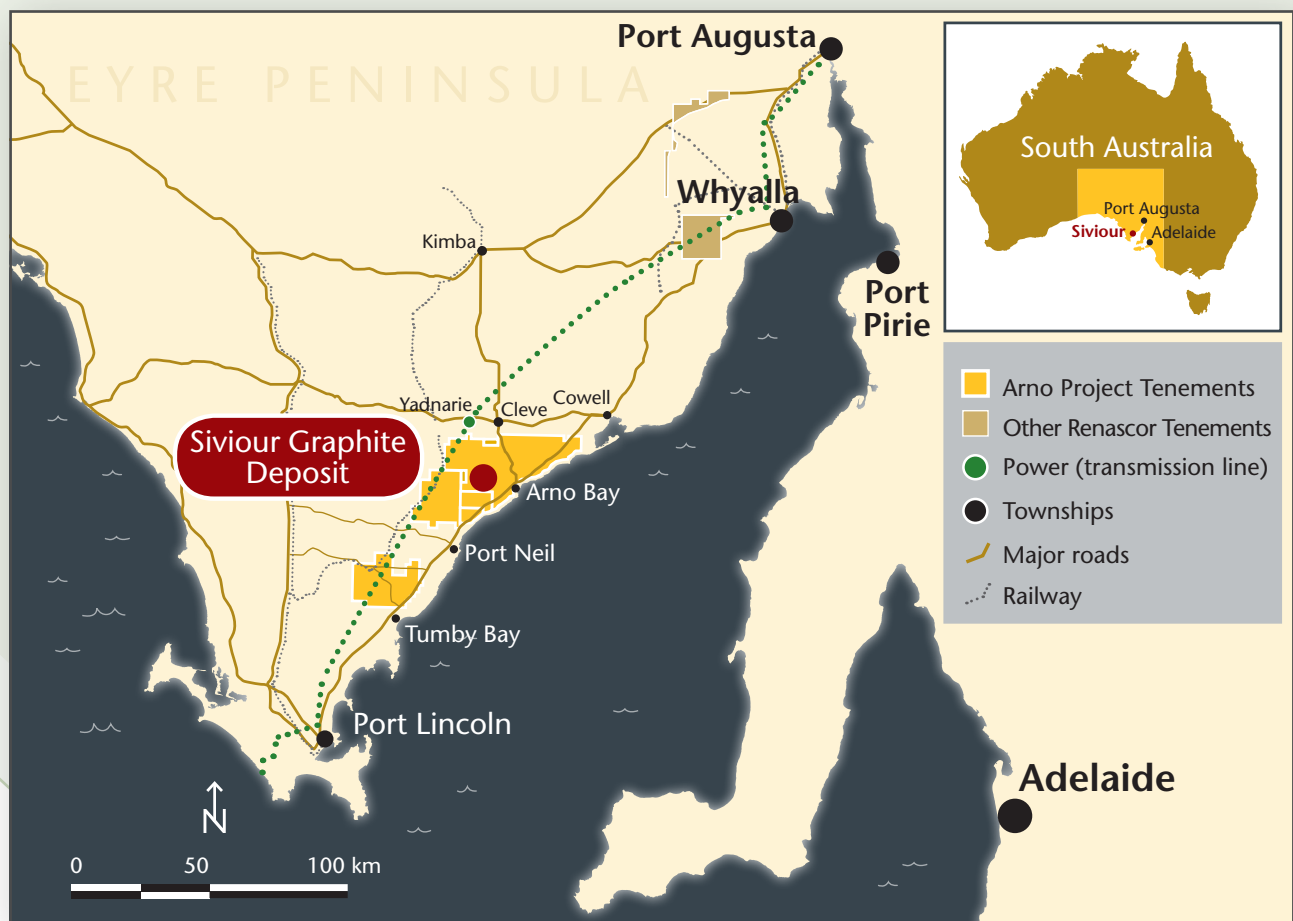 Port Augusta
EYRE PENINSULA
Whyalla
Kimba
Port
Pirie
Yadnarie
Cleve
Cowell
Siviour Graphite
Deposit
Arno Bay
Port Neil
Tumby Bay
Port Lincoln
Adelaide
N
0 50 100 km
South Australia
Port Augusta
Siviour
Adelaide
Arno Project Tenements
Other Renascor Tenements
Power (transmission line)
Townships
Major roads
Railway